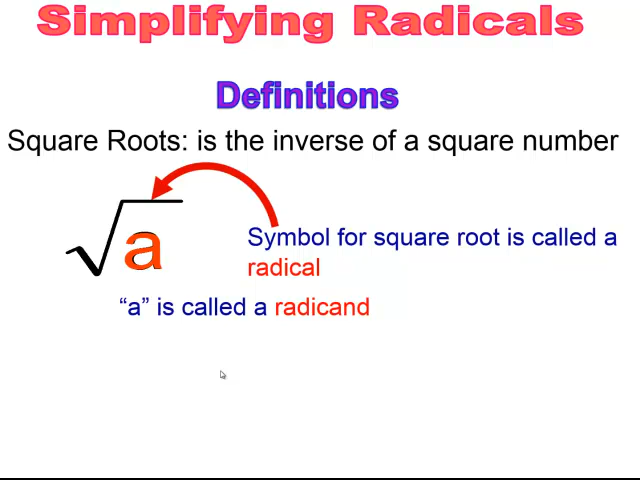 Simplifying Radicals
Definitions
Square Roots: is the inverse of a square number
√a
Symbol for square root is called a
radical
“a” is called a radicand